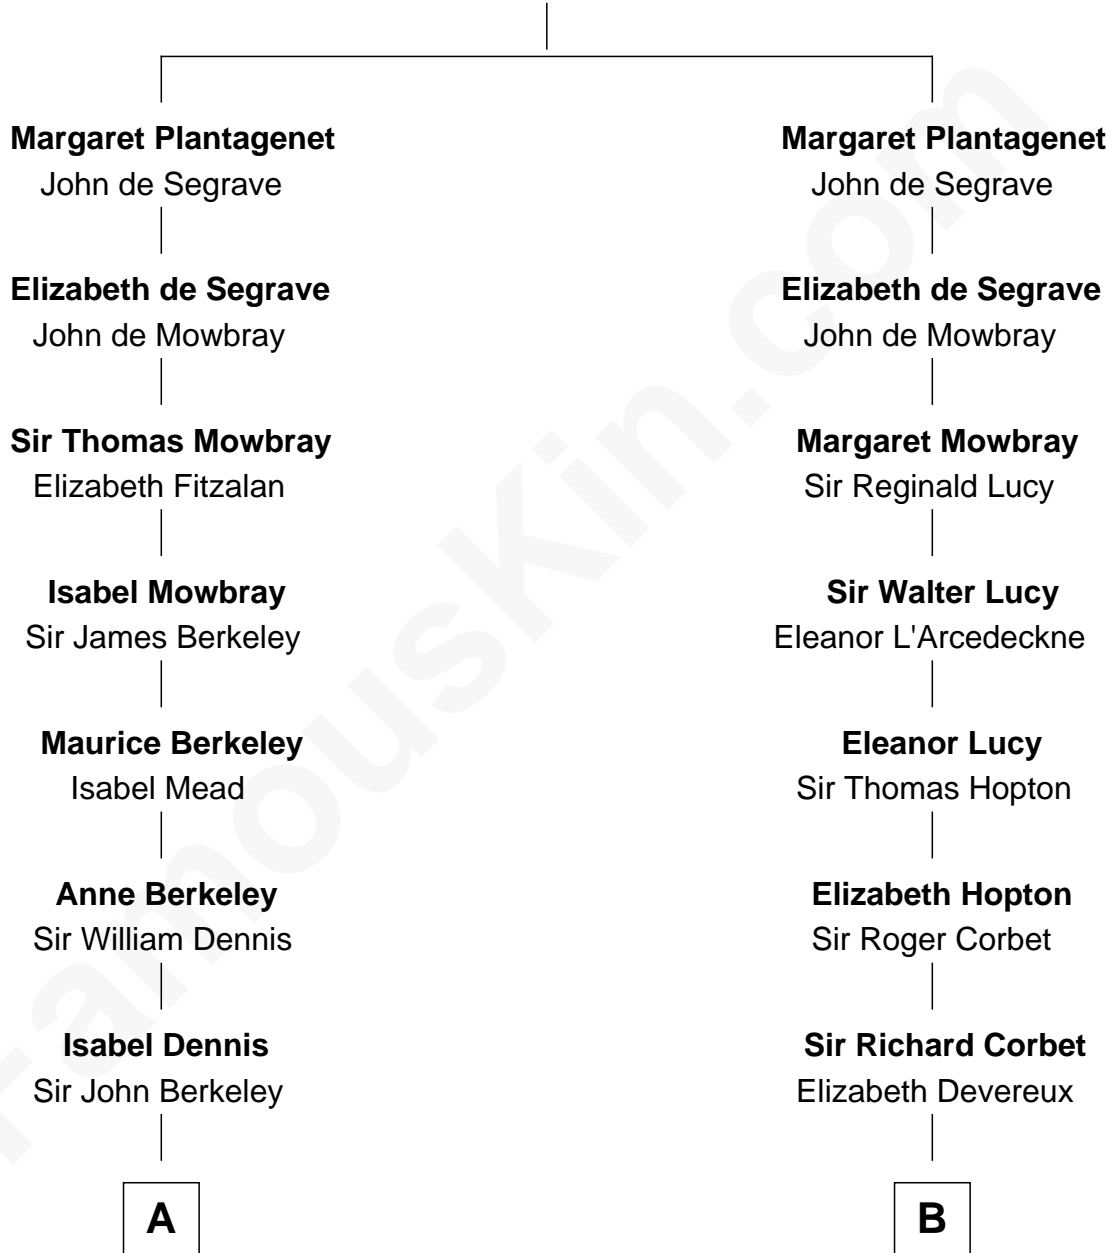 Margaret Plantagenet
John de Segrave
Elizabeth de Segrave
John de Mowbray
Sir Thomas Mowbray
Elizabeth Fitzalan
Isabel Mowbray
Sir James Berkeley
Maurice Berkeley
Isabel Mead
Anne Berkeley
Sir William Dennis
Isabel Dennis
Sir John Berkeley
A
Margaret Plantagenet
John de Segrave
Elizabeth de Segrave
John de Mowbray
Margaret Mowbray
Sir Reginald Lucy
Sir Walter Lucy
Eleanor L'Arcedeckne
Eleanor Lucy
Sir Thomas Hopton
Elizabeth Hopton
Sir Roger Corbet
Sir Richard Corbet
Elizabeth Devereux
B
FamousKin.com